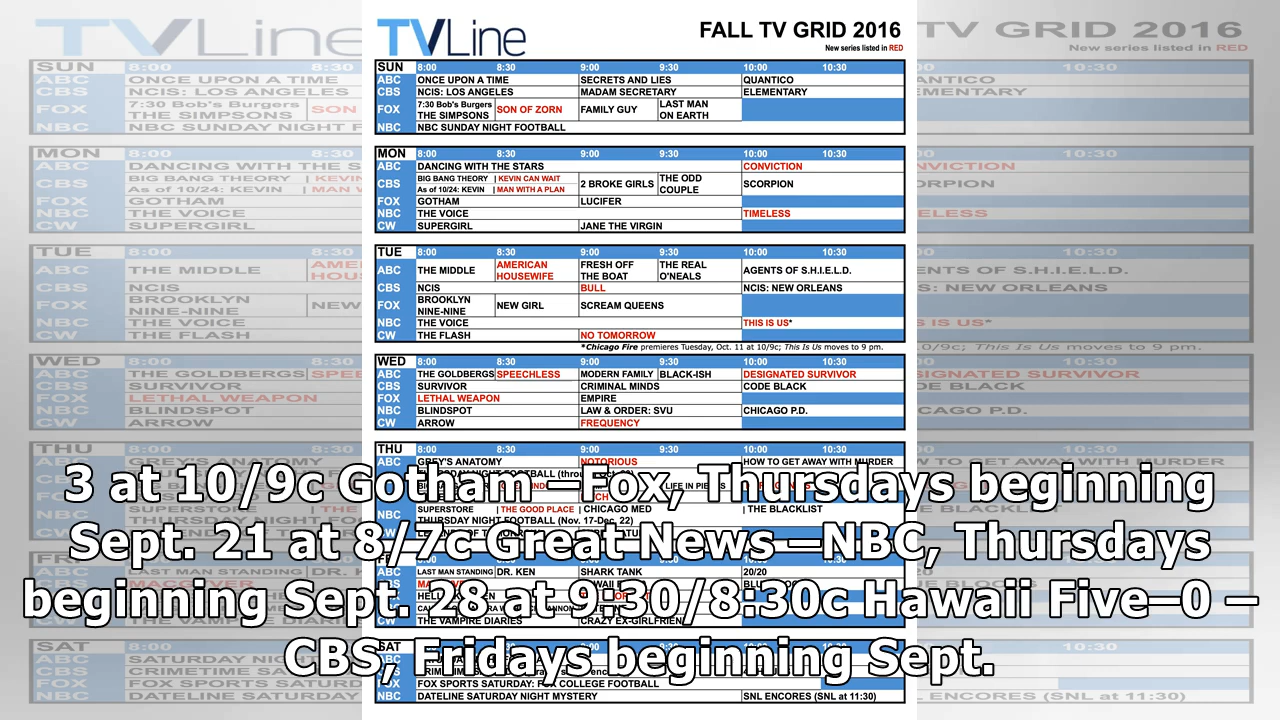 TVLine
FALL TV GRID 2016
New series listed in RED
SUN 8:00 8:30 9:00 9:30 10:00 10:30
ABC ONCE UPON A TIME SECRETS AND LIES QUANTICO
CBS NCIS: LOS ANGELES MADAM SECRETARY ELEMENTARY
FOX 7:30 Bob's Burgers THE SIMPSONS SON OF ZORN FAMILY GUY LAST MAN ON EARTH
NBC NBC SUNDAY NIGHT FOOTBALL
MON 8:00 8:30 9:00 9:30 10:00 10:30
ABC DANCING WITH THE STARS CONVICTION
CBS BIG BANG THEORY | KEVIN CAN WAIT As of 10/24: KEVIN | MAN WITH A PLAN 2 BROKE GIRLS THE ODD COUPLE SCORPION
FOX GOTHAM LUCIFER
NBC THE VOICE TIMELESS
CW SUPERGIRL JANE THE VIRGIN
TUE 8:00 8:30 9:00 9:30 10:00 10:30
ABC THE MIDDLE AMERICAN HOUSEWIFE FRESH OFF THE BOAT THE REAL O'NEALS AGENTS OF S.H.I.E.L.D.
CBS NCIS BULL NCIS: NEW ORLEANS
FOX BROOKLYN NINE-NINE NEW GIRL SCREAM QUEENS
NBC THE VOICE THIS IS US*
CW THE FLASH NO TOMORROW
*Chicago Fire premieres Tuesday, Oct. 11 at 10/9c; This Is Us moves to 9 pm.
WED 8:00 8:30 9:00 9:30 10:00 10:30
ABC THE GOLDBERGS SPEECHLESS MODERN FAMILY BLACK-ISH DESIGNATED SURVIVOR
CBS SURVIVOR CRIMINAL MINDS CODE BLACK
FOX LETHAL WEAPON EMPIRE
NBC BLINDSPOT LAW & ORDER: SVU CHICAGO P.D.
CW ARROW FREQUENCY
THU 8:00 8:30 9:00 9:30 10:00 10:30
ABC GREY'S ANATOMY NOTORIOUS HOW TO GET AWAY WITH MURDER
3 at 10/9c Gotham —Fox, Thursdays beginning
SUPERSTORE | THE GOOD PLACE | CHICAGO MED | THE BLACKLIST
THURSDAY NIGHT FOOTBALL (Nov. 17-Dec. 22)
Sept. 21 at 8/7c Great News —NBC, Thursdays
LAST MAN STANDING DR. KEN SHARK TANK 20/20
beginning Sept. 28 at 9:30/8:30c Hawaii Five—0 —
CW THE VAMPIRE DIARIES CRAZY EX-GIRLFRIEND
SAT
CBS, Fridays beginning Sept.
FOX FOX SPORTS SATURDAY: FOX COLLEGE FOOTBALL
NBC DATELINE SATURDAY NIGHT MYSTERY SNL ENCORES (SNL at 11:30)